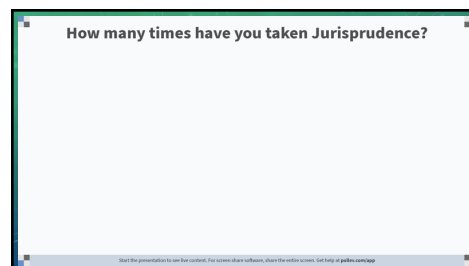 How many times have you taken Jurisprudence?
Start the presentation to see live content. For screen share software, share the entire screen. Get help at pollev.com/app